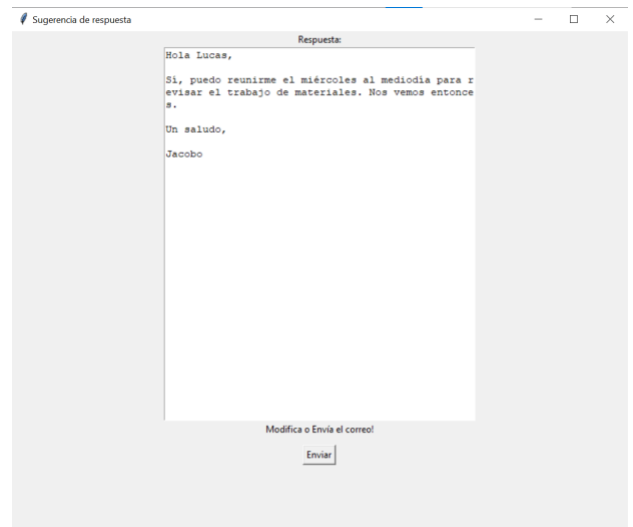 Sugerencia de respuesta
Respuesta:
Hola Lucas,
Sí, puedo reunirme el miércoles al mediodía para r
evisar el trabajo de materiales. Nos vemos entonce
s.
Un saludo,
Jacobo
Modifica o Envía el correo!
Enviar